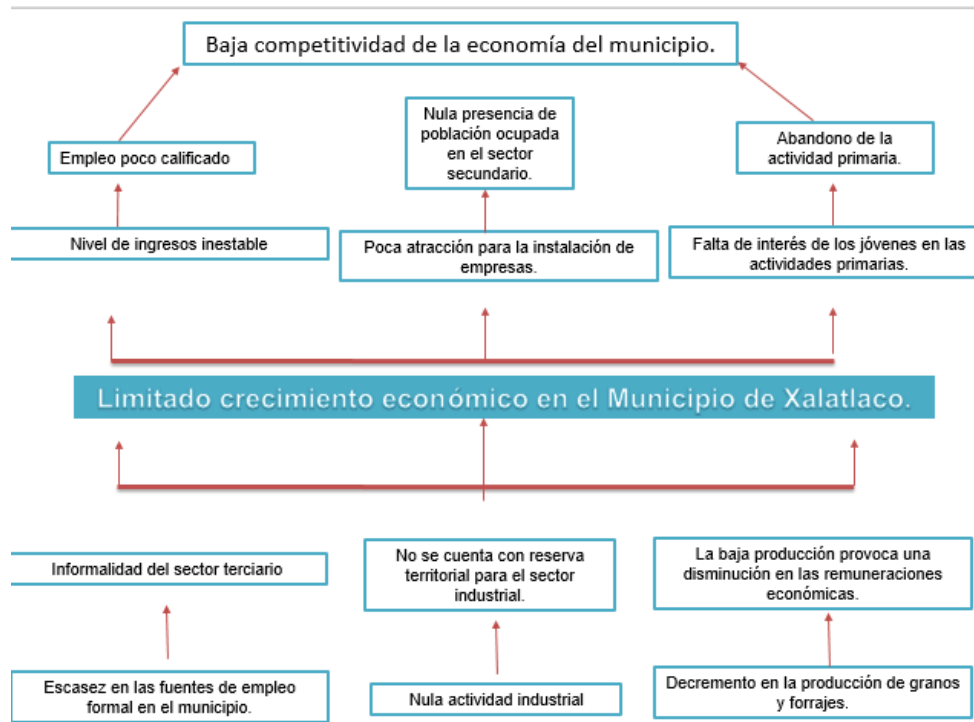 Baja competitividad de la economía del municipio.
Empleo poco calificado
Nula presencia de
población ocupada
en el sector
secundario.
Abandono de la
actividad primaria.
Nivel de ingresos inestable
Poca atracción para la instalación de
empresas.
Falta de interés de los jóvenes en las
actividades primarias.
Limitado crecimiento económico en el Municipio de Xalatlaco.
Informalidad del sector terciario
No se cuenta con reserva
territorial para el sector
industrial.
La baja producción provoca una
disminución en las remuneraciones
económicas.
Escasez en las fuentes de empleo
formal en el municipio.
Nula actividad industrial
Decremento en la producción de granos
y forrajes.